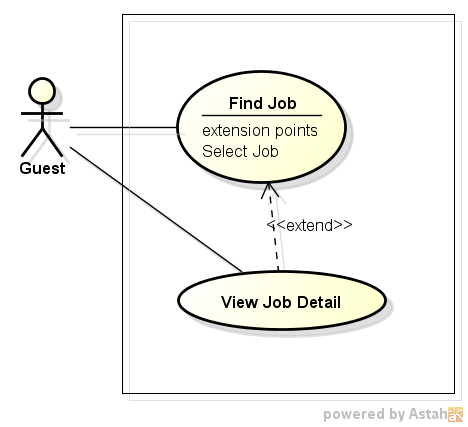 Find Job
extension points
Select Job
Guest
<<extend>>
View Job Detail
powered by Astah